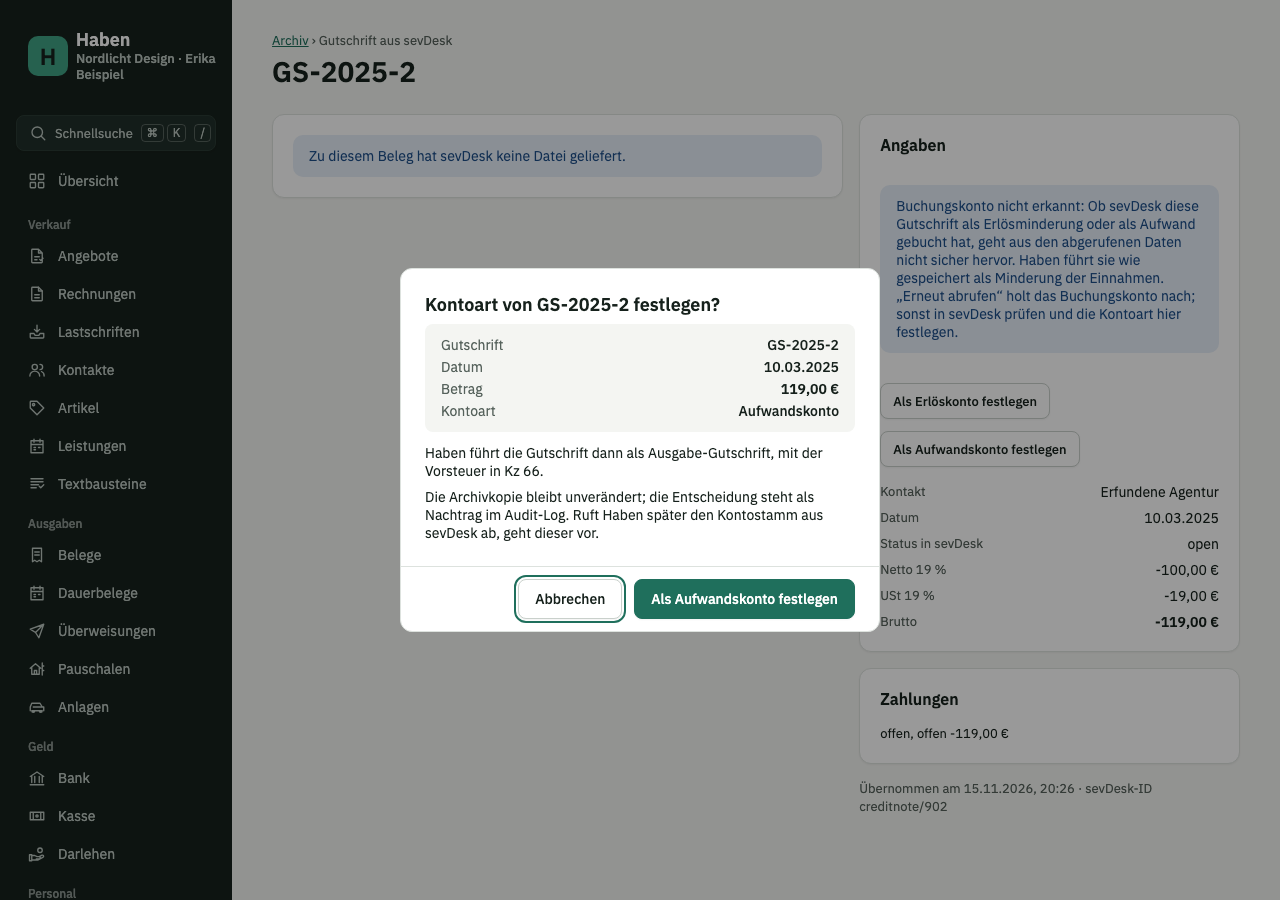 H
Haben
Nordlicht Design · Erika
Beispiel
Schnellsuche ⌘ K /
Übersicht
Verkauf
Angebote
Rechnungen
Lastschriften
Kontakte
Artikel
Leistungen
Textbausteine
Ausgaben
Belege
Dauerbelege
Überweisungen
Pauschalen
Anlagen
Geld
Bank
Kasse
Darlehen
Personal
Archiv › Gutschrift aus sevDesk
GS-2025-2
Zu diesem Beleg hat sevDesk keine Datei geliefert.
Kontoart von GS-2025-2 festlegen?
Gutschrift GS-2025-2
Datum 10.03.2025
Betrag 119,00 €
Kontoart Aufwandskonto
Haben führt die Gutschrift dann als Ausgabe-Gutschrift, mit der
Vorsteuer in Kz 66.
Die Archivkopie bleibt unverändert; die Entscheidung steht als
Nachtrag im Audit-Log. Ruft Haben später den Kontostamm aus
sevDesk ab, geht dieser vor.
Abbrechen
Als Aufwandskonto festlegen
Angaben
Buchungskonto nicht erkannt: Ob sevDesk diese
Gutschrift als Erlösminderung oder als Aufwand
gebucht hat, geht aus den abgerufenen Daten
nicht sicher hervor. Haben führt sie wie
gespeichert als Minderung der Einnahmen.
„Erneut abrufen“ holt das Buchungskonto nach;
sonst in sevDesk prüfen und die Kontoart hier
festlegen.
Als Erlöskonto festlegen
Als Aufwandskonto festlegen
Kontakt Erfundene Agentur
Datum 10.03.2025
Status in sevDesk open
Netto 19 % -100,00 €
USt 19 % -19,00 €
Brutto -119,00 €
Zahlungen
offen, offen -119,00 €
Übernommen am 15.11.2026, 20:26 · sevDesk-ID
creditnote/902